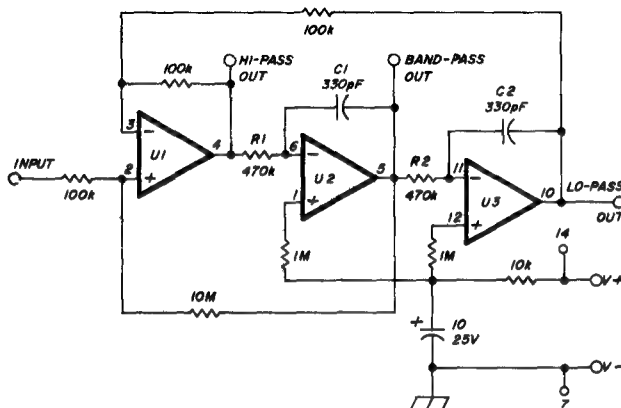 100k
HI-PASS
OUT
BAND-PASS
OUT
100k
C1
330pF
C2
330pF
3
-
U1
4
R1
470k
6
-
U2
5
R2
470k
11
-
U3
10
LO-PASS
OUT
INPUT
100k
2
+
1
+
12
+
1M
1M
14
10k
V+
10M
+
10
25V
V-
7